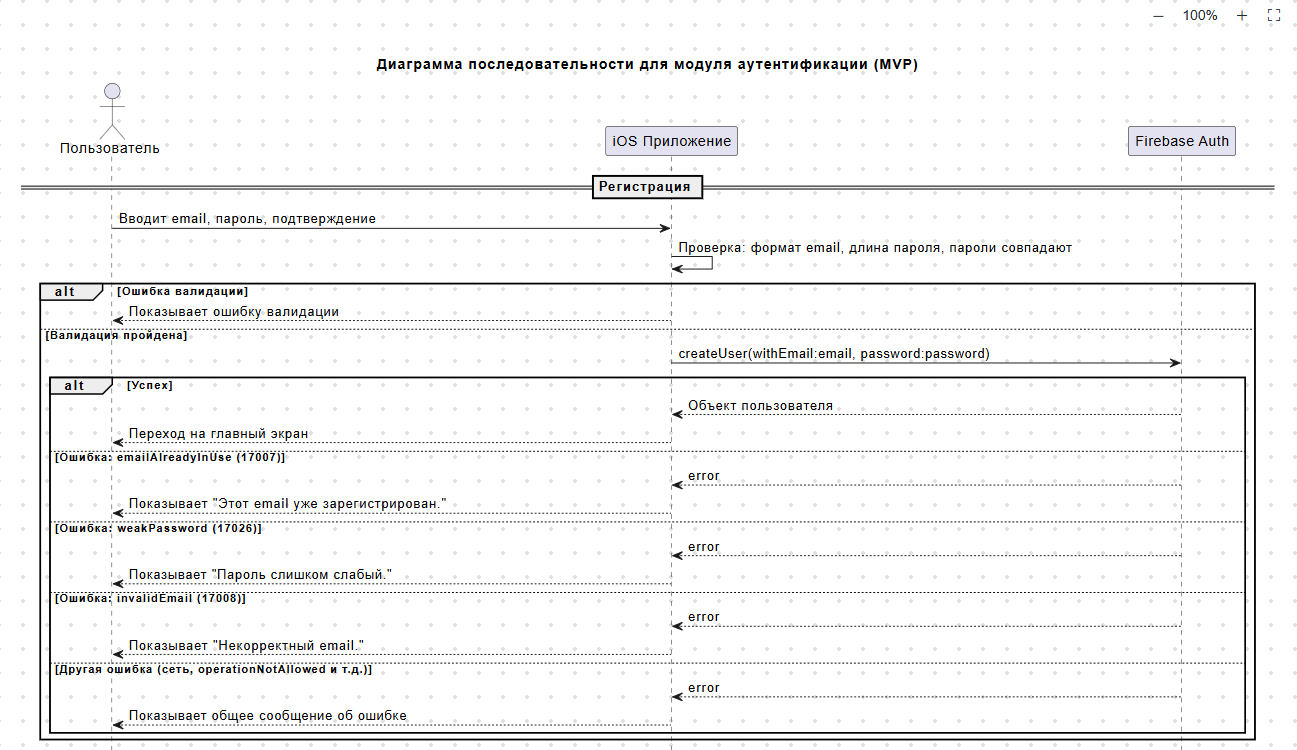 — 100% +
Диаграмма последовательности для модуля аутентификации (MVP)
Пользователь
iOS Приложение
Firebase Auth
Регистрация
Вводит email, пароль, подтверждение
Проверка: формат email, длина пароля, пароли совпадают
alt [Ошибка валидации]
Показывает ошибку валидации
[Валидация пройдена]
createUser(withEmail:email, password:password)
alt [Успех]
Объект пользователя
Переход на главный экран
[Ошибка: emailAlreadyInUse (17007)]
error
Показывает "Этот email уже зарегистрирован."
[Ошибка: weakPassword (17026)]
error
Показывает "Пароль слишком слабый."
[Ошибка: invalidEmail (17008)]
error
Показывает "Некорректный email."
[Другая ошибка (сеть, operationNotAllowed и т.д.)]
error
Показывает общее сообщение об ошибке